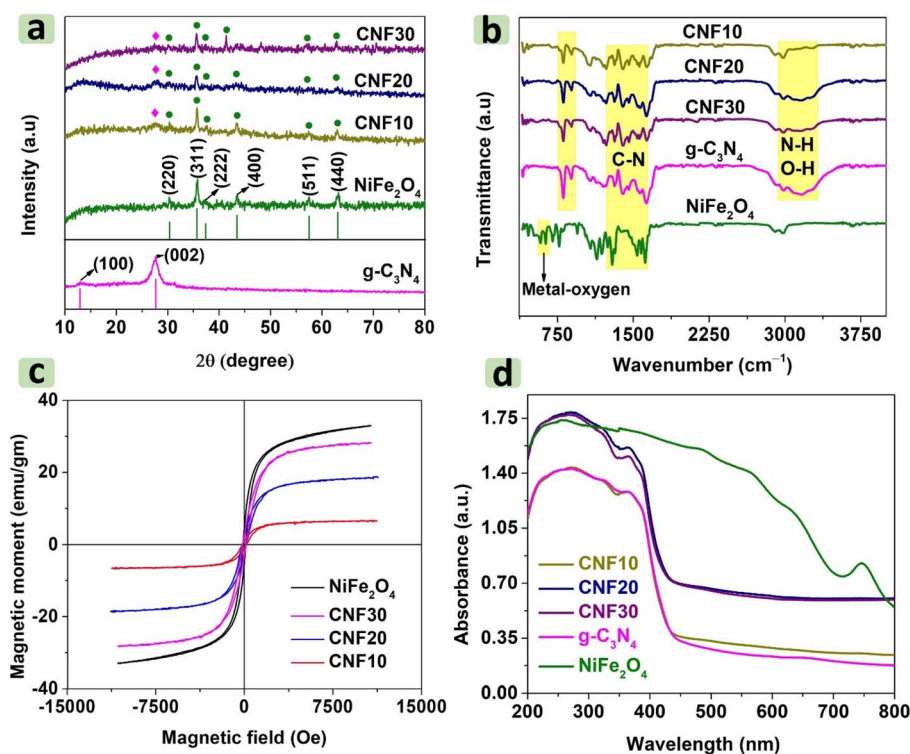 a
CNF30
CNF20
CNF10
(220)
(311)
(222)
(400)
(511)
(440)
NiFe₂O₄
(100)
(002)
g-C₃N₄
Intensity (a.u)
10 20 30 40 50 60 70 80
2θ (degree)
b
CNF10
CNF20
CNF30
g-C₃N₄
NiFe₂O₄
C-N
N-H
O-H
Metal-oxygen
Transmittance (a.u)
750 1500 2250 3000 3750
Wavenumber (cm⁻¹)
c
40
20
0
-20
-40
Magnetic moment (emu/gm)
NiFe₂O₄
CNF30
CNF20
CNF10
-15000 -7500 0 7500 15000
Magnetic field (Oe)
d
1.75
1.40
1.05
0.70
0.35
0.00
Absorbance (a.u.)
CNF10
CNF20
CNF30
g-C₃N₄
NiFe₂O₄
200 300 400 500 600 700 800
Wavelength (nm)